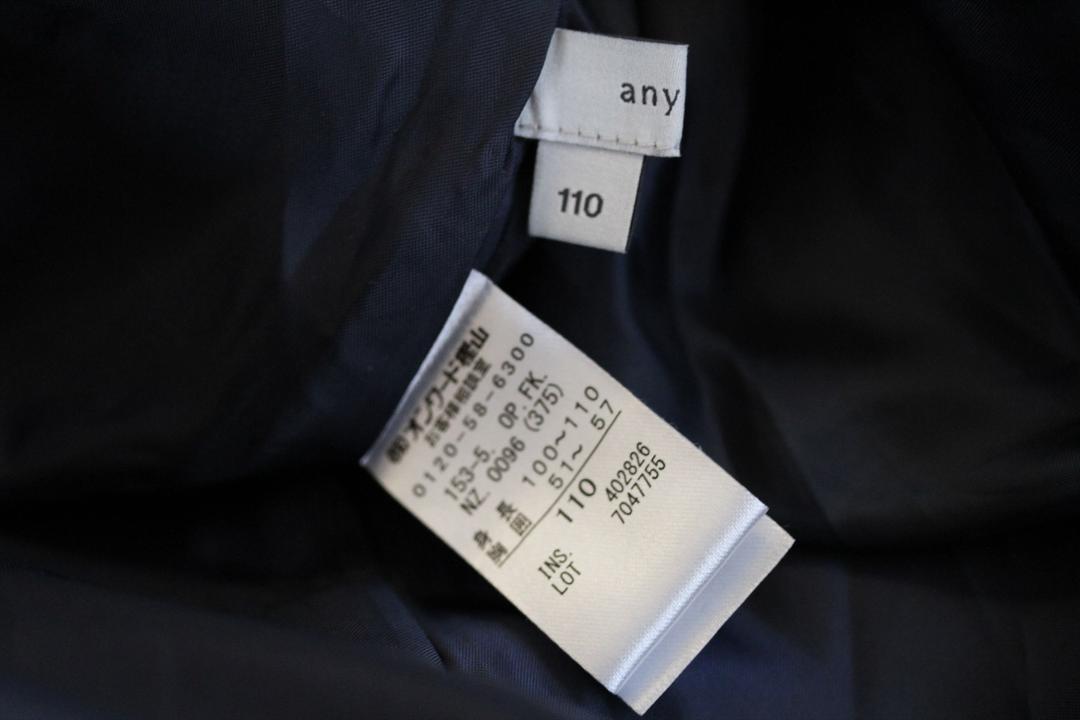 any
110
㈱オンワード樫山
お客様相談室
0120-58-6300
153-5. OP.FK.
NZ. 0096 (375)
身長 100~110
胸囲 51~ 57
110
INS. 402826
LOT 7047755